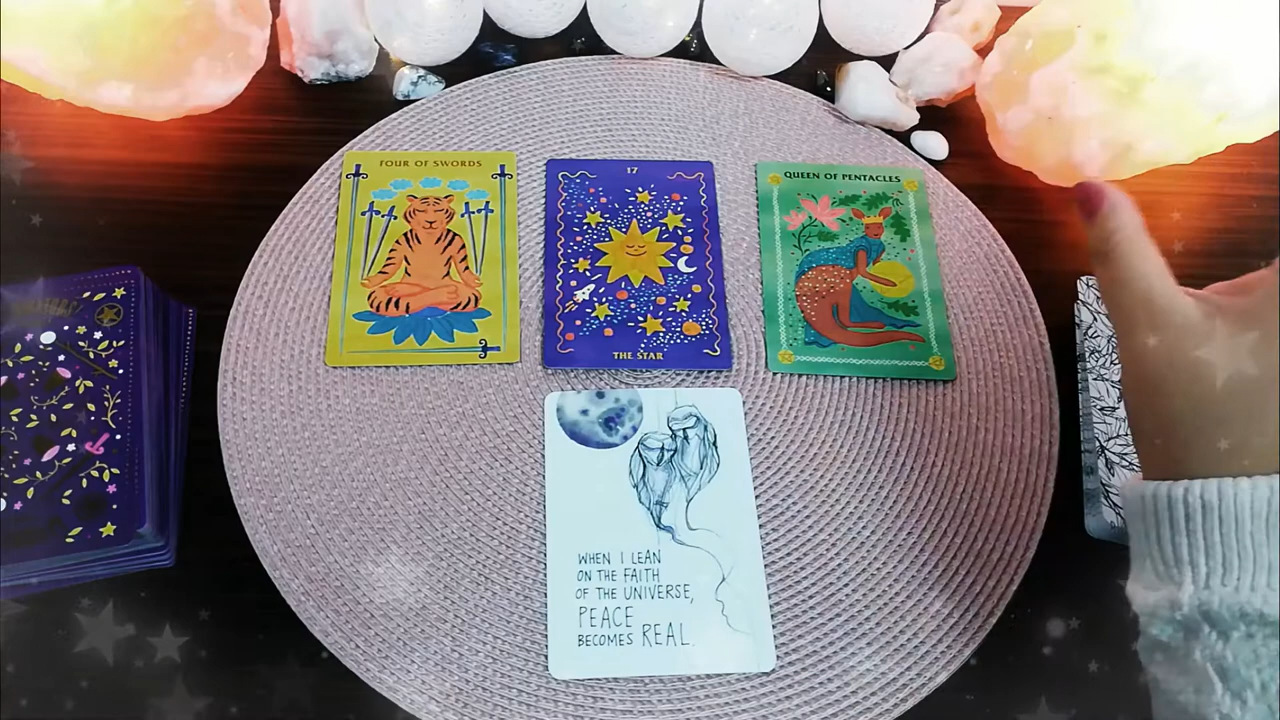 FOUR OF SWORDS
17
THE STAR
QUEEN OF PENTACLES
WHEN I LEAN
ON THE FAITH
OF THE UNIVERSE,
PEACE
BECOMES REAL.